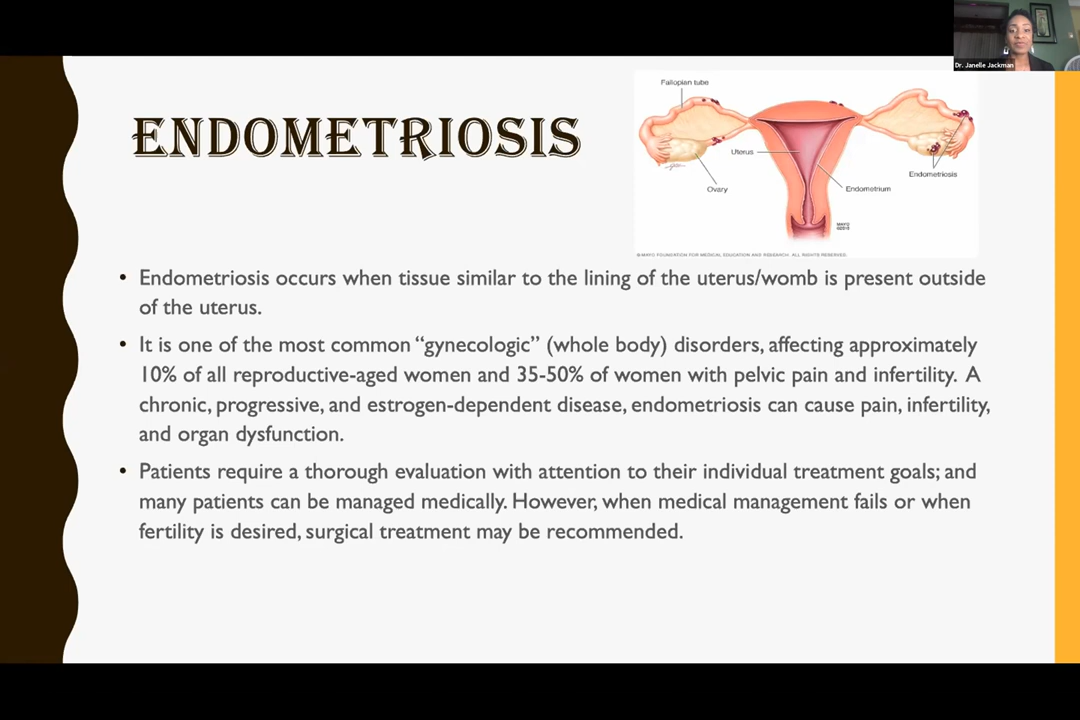 Dr. Janelle Jackman
ENDOMETRIOSIS
Fallopian tube
Uterus
Ovary
Endometrium
Endometriosis
MAYO
©2018
© MAYO FOUNDATION FOR MEDICAL EDUCATION AND RESEARCH. ALL RIGHTS RESERVED.
• Endometriosis occurs when tissue similar to the lining of the uterus/womb is present outside
of the uterus.
• It is one of the most common “gynecologic” (whole body) disorders, affecting approximately
10% of all reproductive-aged women and 35-50% of women with pelvic pain and infertility. A
chronic, progressive, and estrogen-dependent disease, endometriosis can cause pain, infertility,
and organ dysfunction.
• Patients require a thorough evaluation with attention to their individual treatment goals; and
many patients can be managed medically. However, when medical management fails or when
fertility is desired, surgical treatment may be recommended.